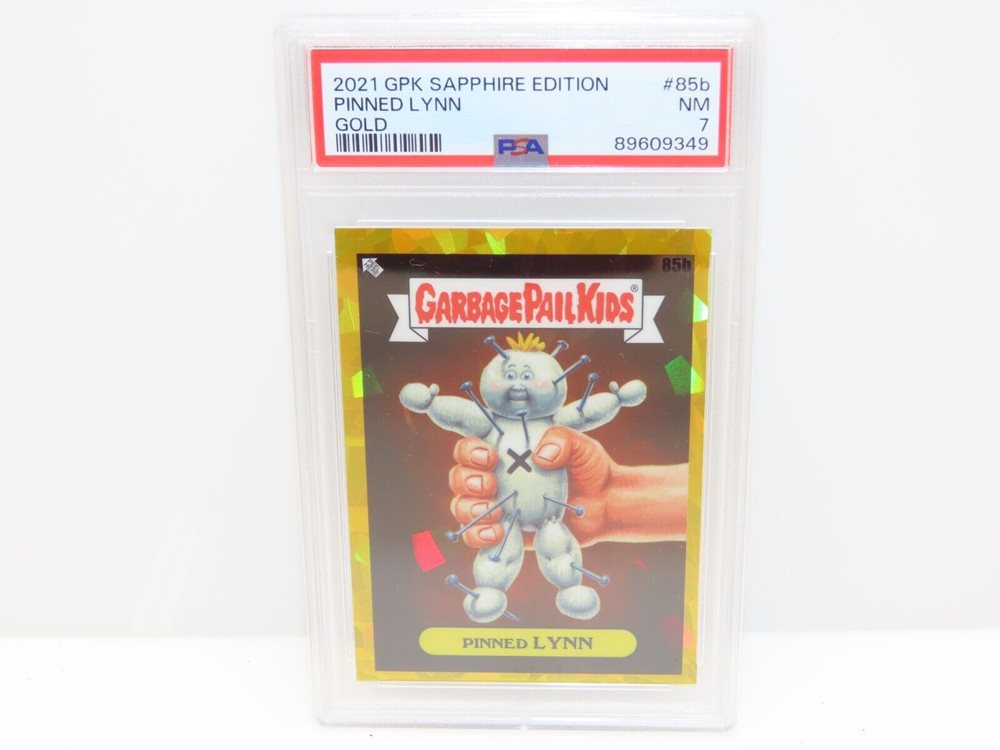 2021 GPK SAPPHIRE EDITION #85b
PINNED LYNN NM
GOLD 7
PSA 89609349
85b
GARBAGE PAIL KIDS®
PINNED LYNN